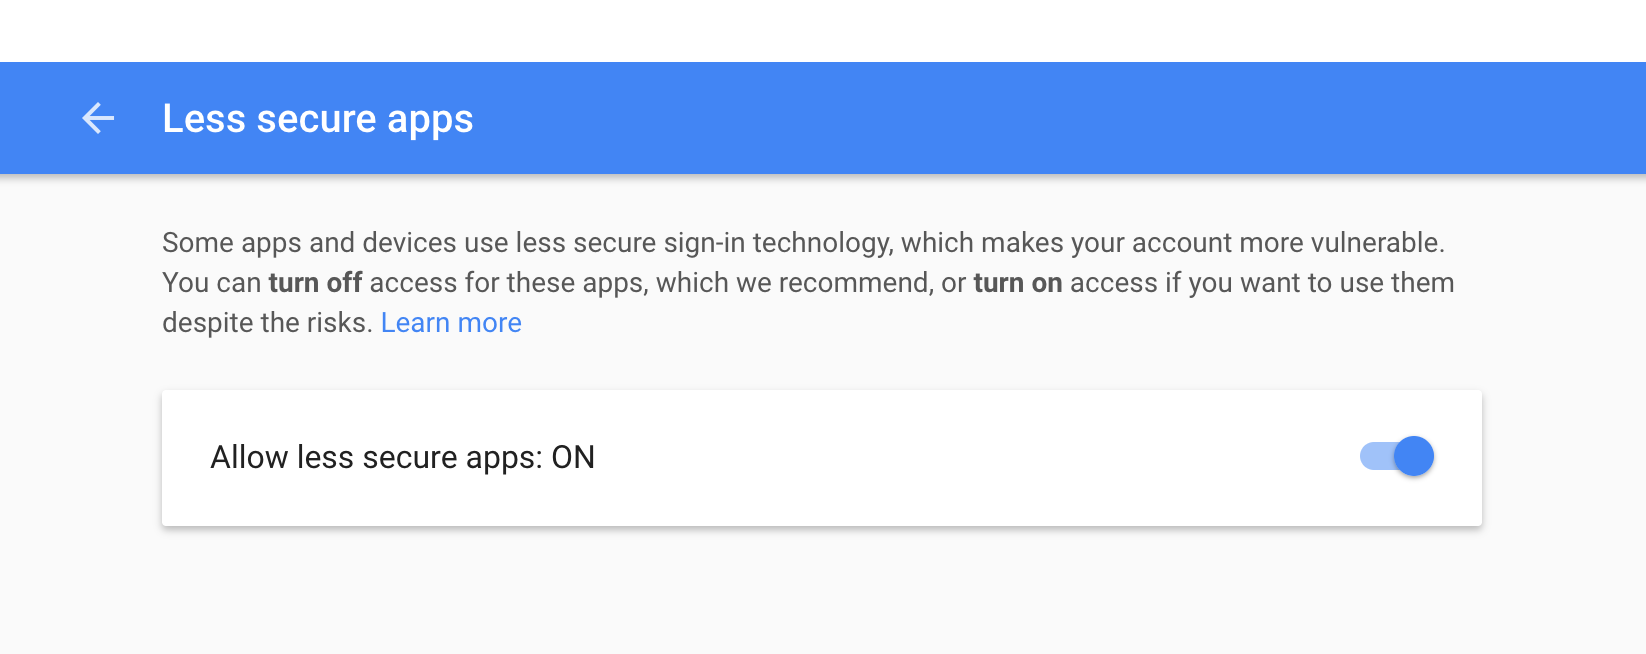 Less secure apps
Some apps and devices use less secure sign-in technology, which makes your account more vulnerable.
You can turn off access for these apps, which we recommend, or turn on access if you want to use them
despite the risks. Learn more
Allow less secure apps: ON